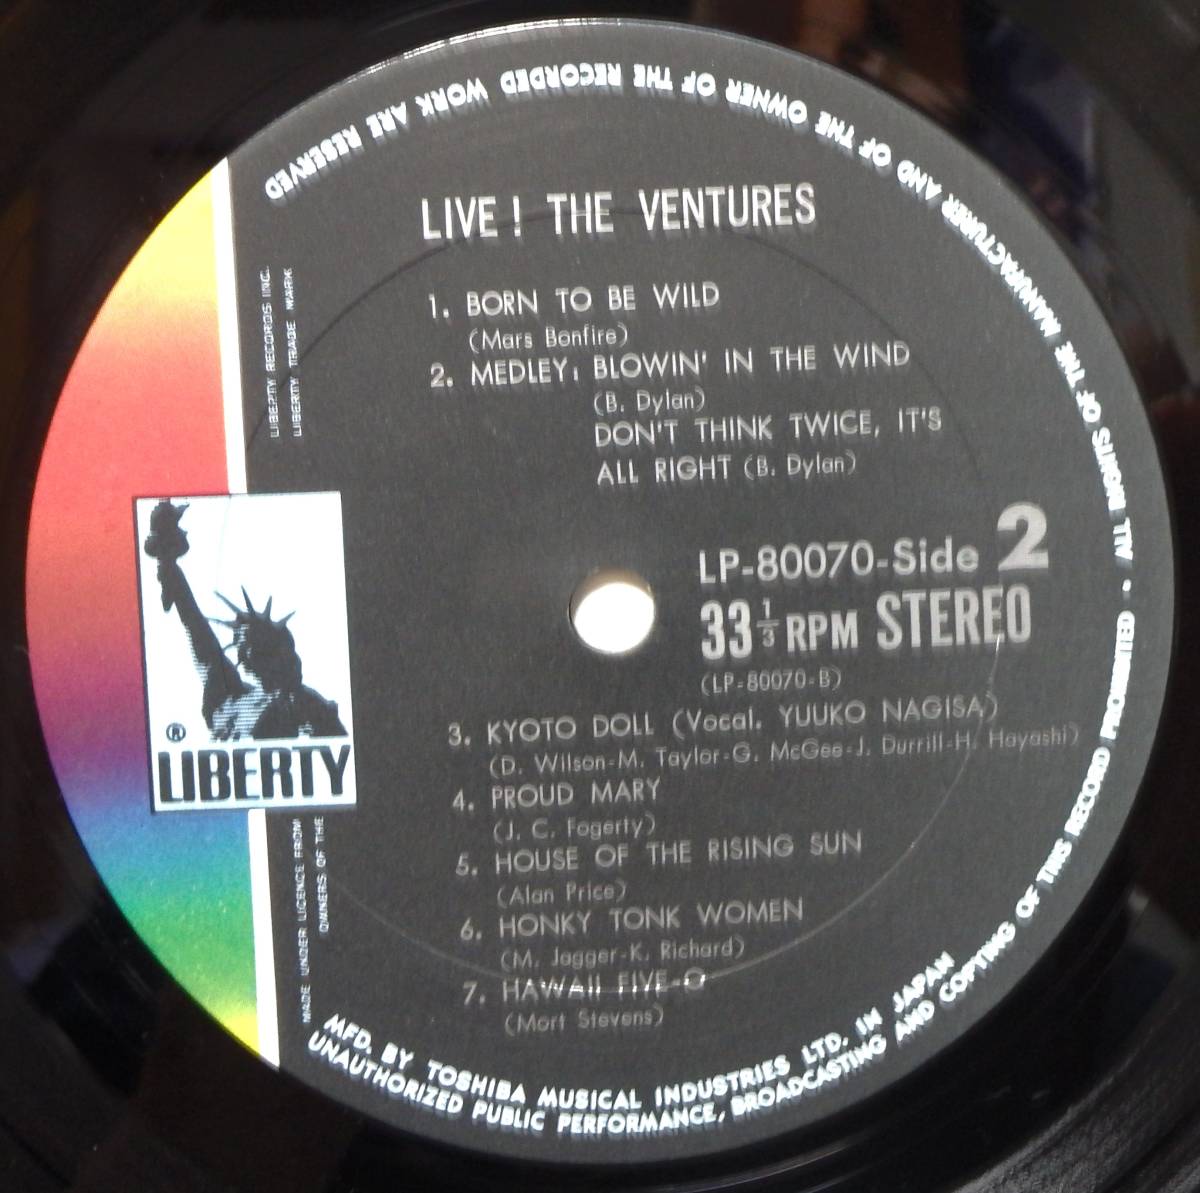 LIVE! THE VENTURES
1. BORN TO BE WILD
(Mars Bonfire)
2. MEDLEY: BLOWIN' IN THE WIND
(B. Dylan)
DON'T THINK TWICE, IT'S
ALL RIGHT (B. Dylan)
LP-80070-Side 2
33 1/3 RPM STEREO
(LP-80070-B)
3. KYOTO DOLL (Vocal. YUUKO NAGISA)
(D. Wilson-M. Taylor-G. McGee-J. Durrill-H. Hayashi)
4. PROUD MARY
(J. C. Fogerty)
5. HOUSE OF THE RISING SUN
(Alan Price)
6. HONKY TONK WOMEN
(M. Jagger-K. Richard)
7. HAWAII FIVE-O
(Mort Stevens)
®
LIBERTY
LIBERTY RECORDS INC.
LIBERTY TRADE MARK
MADE UNDER LICENCE FROM
OWNERS OF THE
MFD. BY TOSHIBA MUSICAL INDUSTRIES LTD. IN JAPAN
UNAUTHORIZED PUBLIC PERFORMANCE, BROADCASTING AND COPYING OF THIS RECORD PROHIBITED • ALL RIGHTS OF THE MANUFACTURER AND OF THE OWNER OF THE RECORDED WORK ARE RESERVED